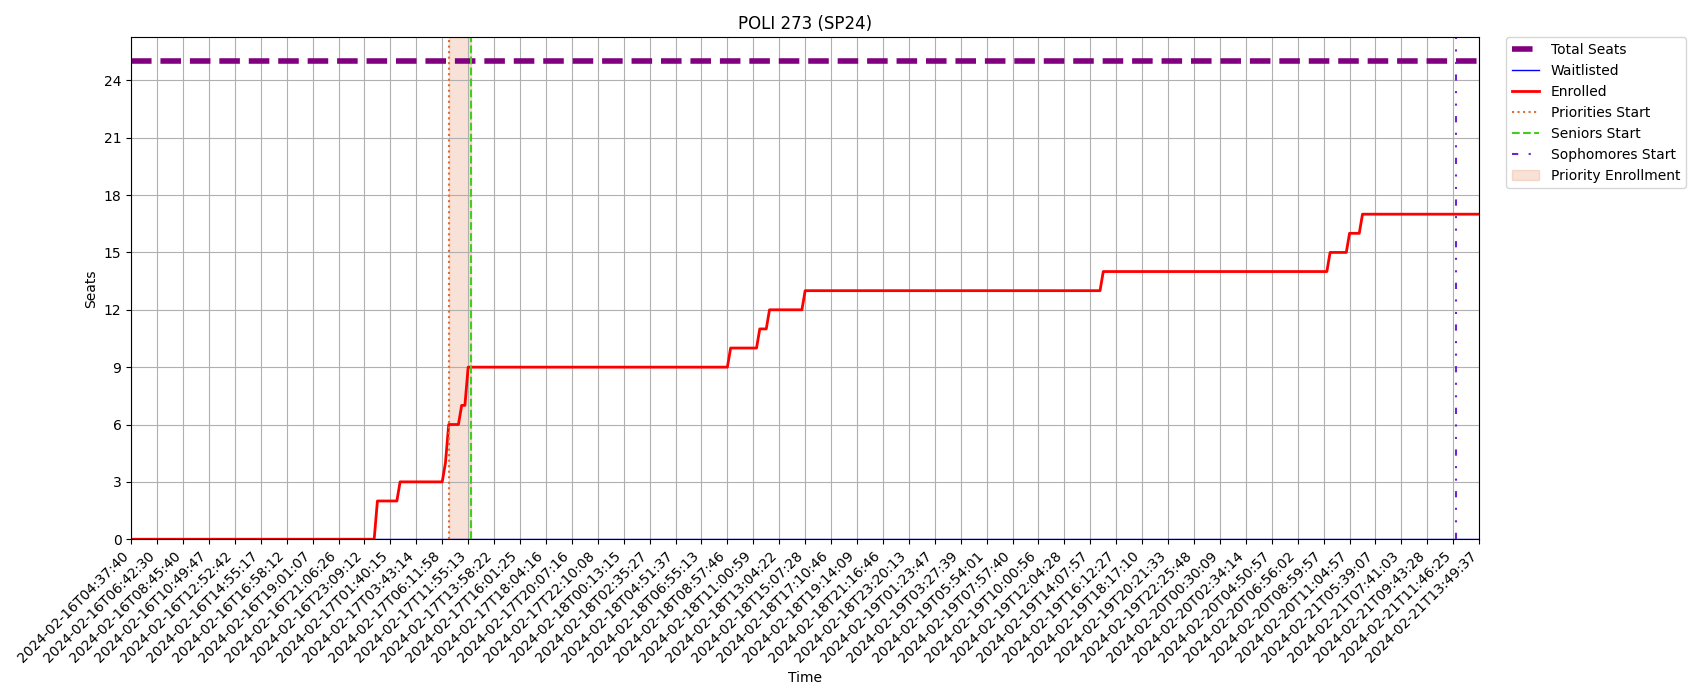 POLI 273 (SP24)
Total Seats
Waitlisted
Enrolled
Priorities Start
Seniors Start
Sophomores Start
Priority Enrollment
Seats
24
21
18
15
12
9
6
3
0
2024-02-16T04:37:40
2024-02-16T06:42:30
2024-02-16T08:45:40
2024-02-16T10:49:47
2024-02-16T12:52:42
2024-02-16T14:55:17
2024-02-16T16:58:12
2024-02-16T19:01:07
2024-02-16T21:06:26
2024-02-16T23:09:12
2024-02-17T01:40:15
2024-02-17T03:43:14
2024-02-17T06:11:58
2024-02-17T11:55:13
2024-02-17T13:58:22
2024-02-17T16:01:25
2024-02-17T18:04:16
2024-02-17T20:07:16
2024-02-17T22:10:08
2024-02-18T00:13:15
2024-02-18T02:35:27
2024-02-18T04:51:37
2024-02-18T06:55:13
2024-02-18T08:57:46
2024-02-18T11:00:59
2024-02-18T13:04:22
2024-02-18T15:07:28
2024-02-18T17:10:46
2024-02-18T19:14:09
2024-02-18T21:16:46
2024-02-18T23:20:13
2024-02-19T01:23:47
2024-02-19T03:27:39
2024-02-19T05:54:01
2024-02-19T07:57:40
2024-02-19T10:00:56
2024-02-19T12:04:28
2024-02-19T14:07:57
2024-02-19T16:12:27
2024-02-19T18:17:10
2024-02-19T20:21:33
2024-02-19T22:25:48
2024-02-20T00:30:09
2024-02-20T02:34:14
2024-02-20T04:50:57
2024-02-20T06:56:02
2024-02-20T08:59:57
2024-02-20T11:04:57
2024-02-21T05:39:07
2024-02-21T07:41:03
2024-02-21T09:43:28
2024-02-21T11:46:25
2024-02-21T13:49:37
Time